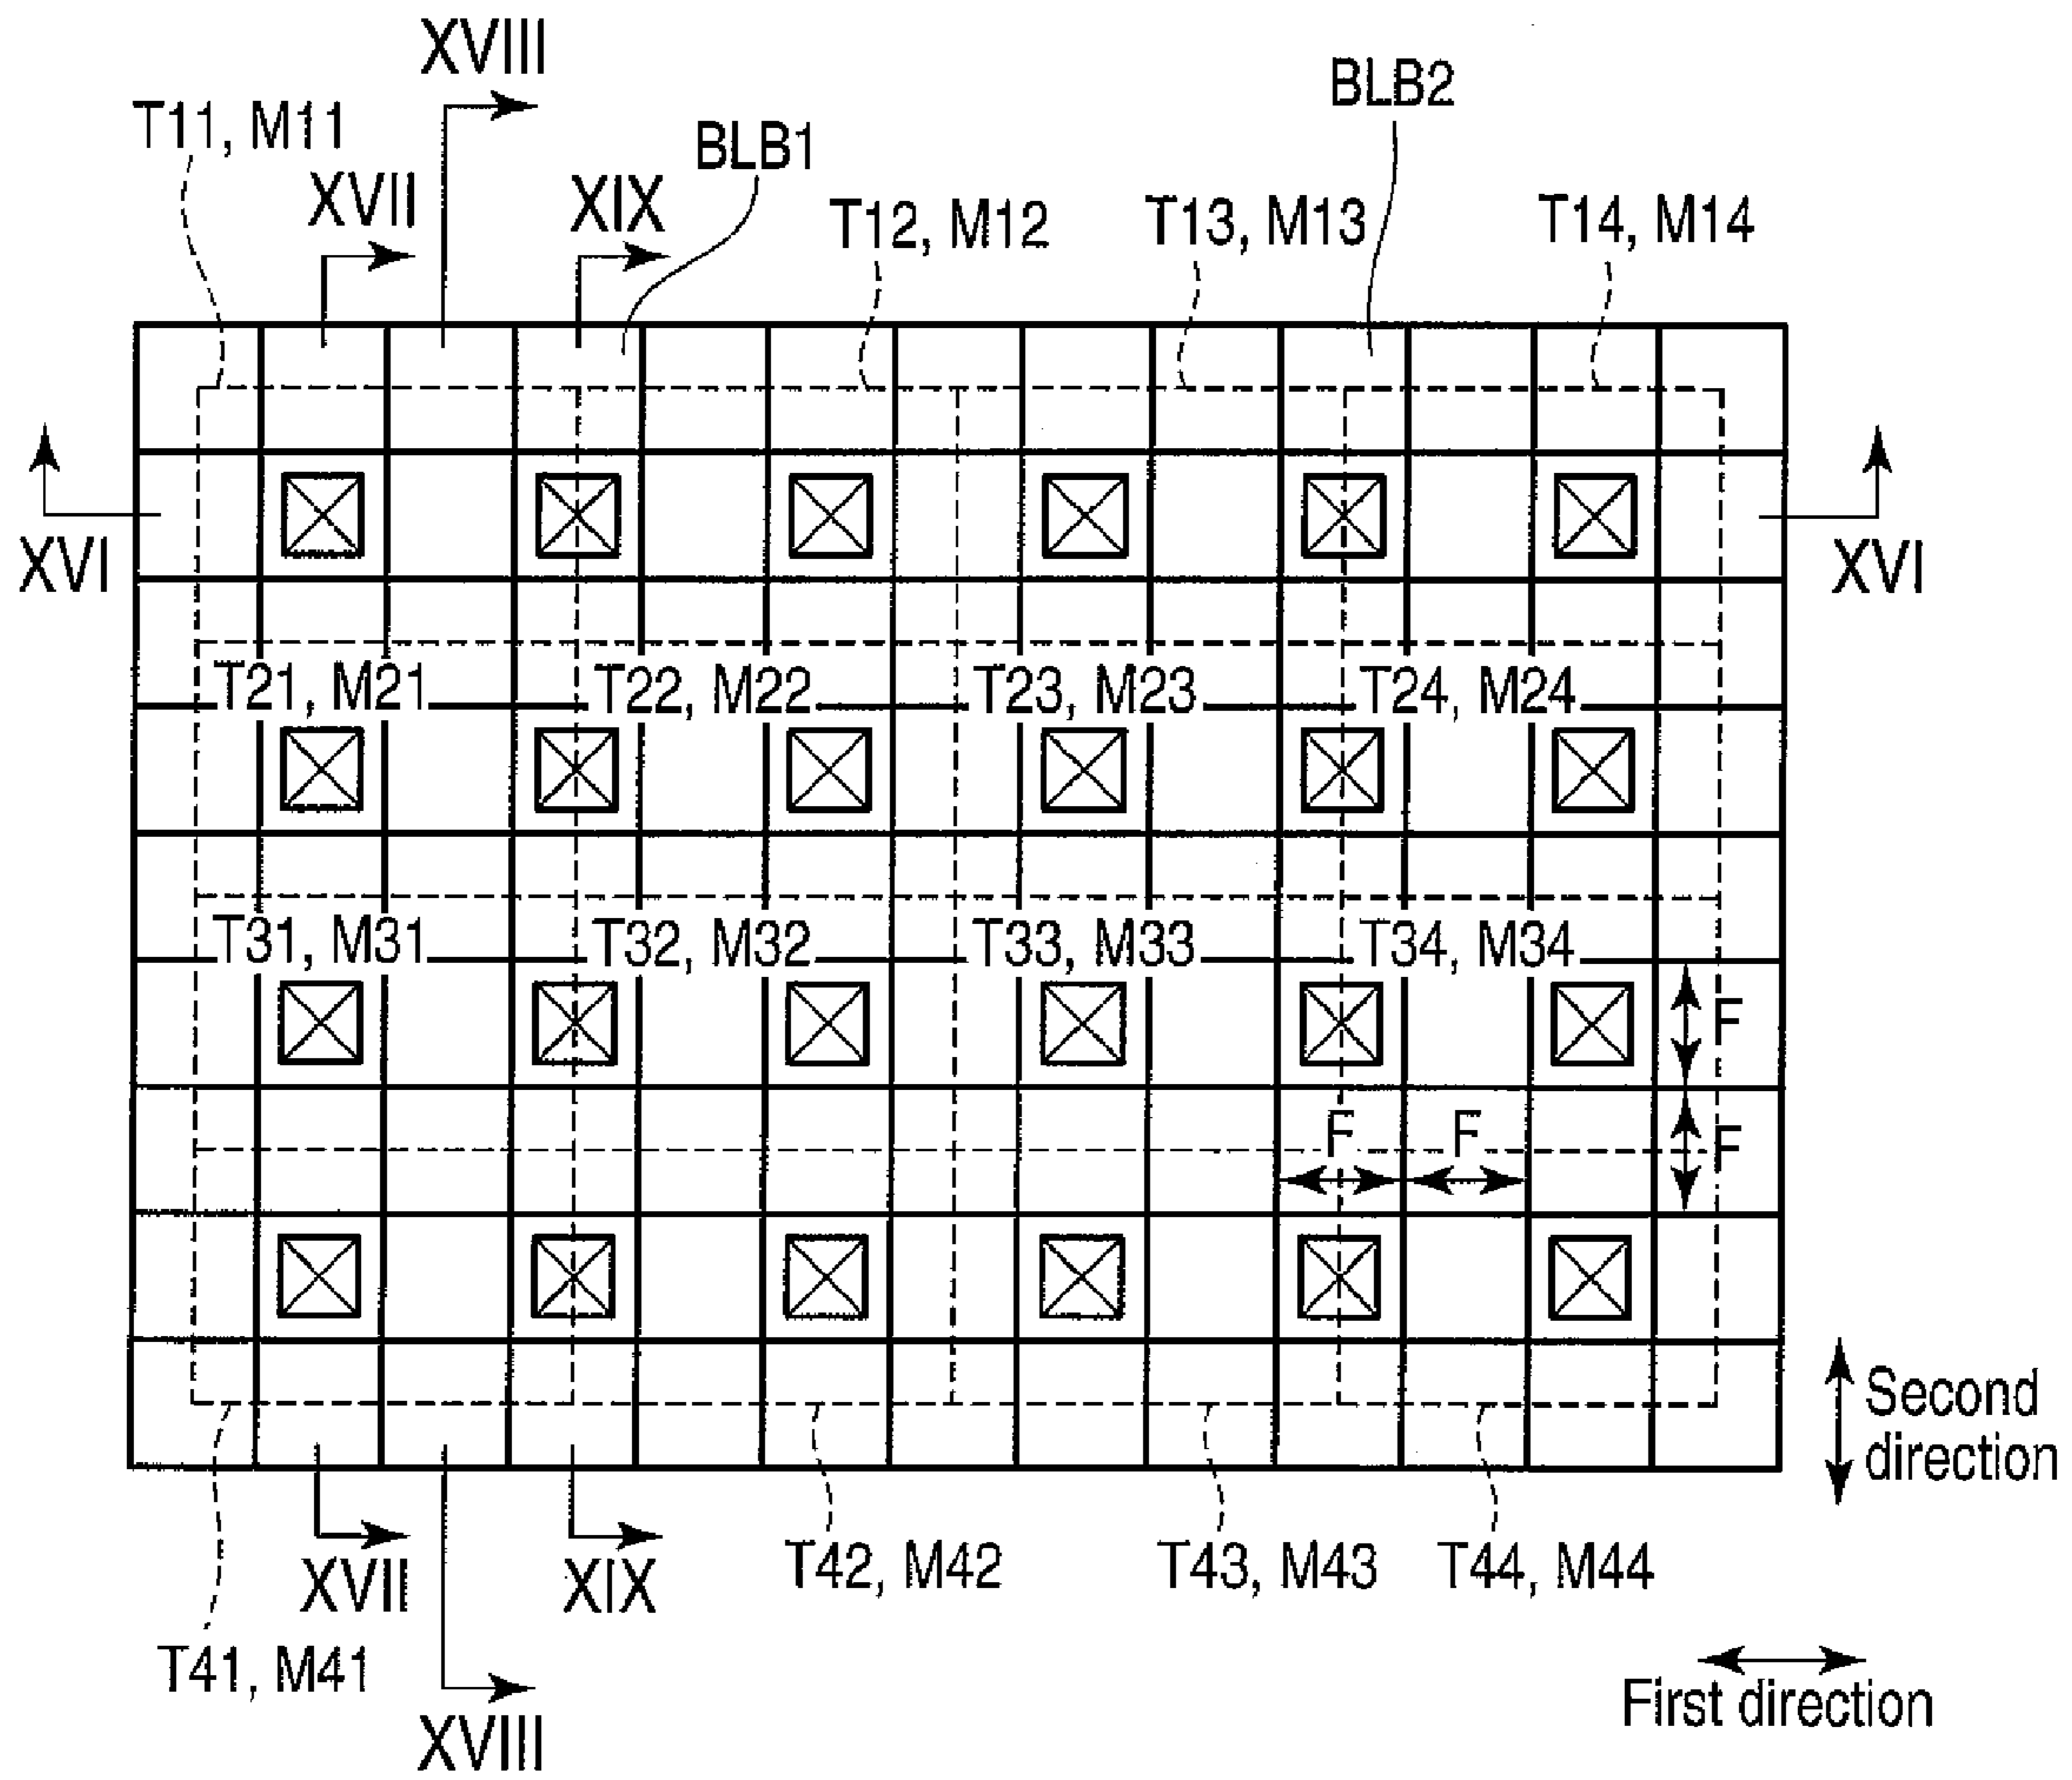 XVIII
BLB2
T11, M11
BLB1
XVII
XIX
T12, M12
T13, M13
T14, M14
XVI
XVI
T21, M21
T22, M22
T23, M23
T24, M24
T31, M31
T32, M32
T33, M33
T34, M34
F
F
F
F
Second
direction
XVII
XIX
T42, M42
T43, M43
T44, M44
T41, M41
XVIII
First direction